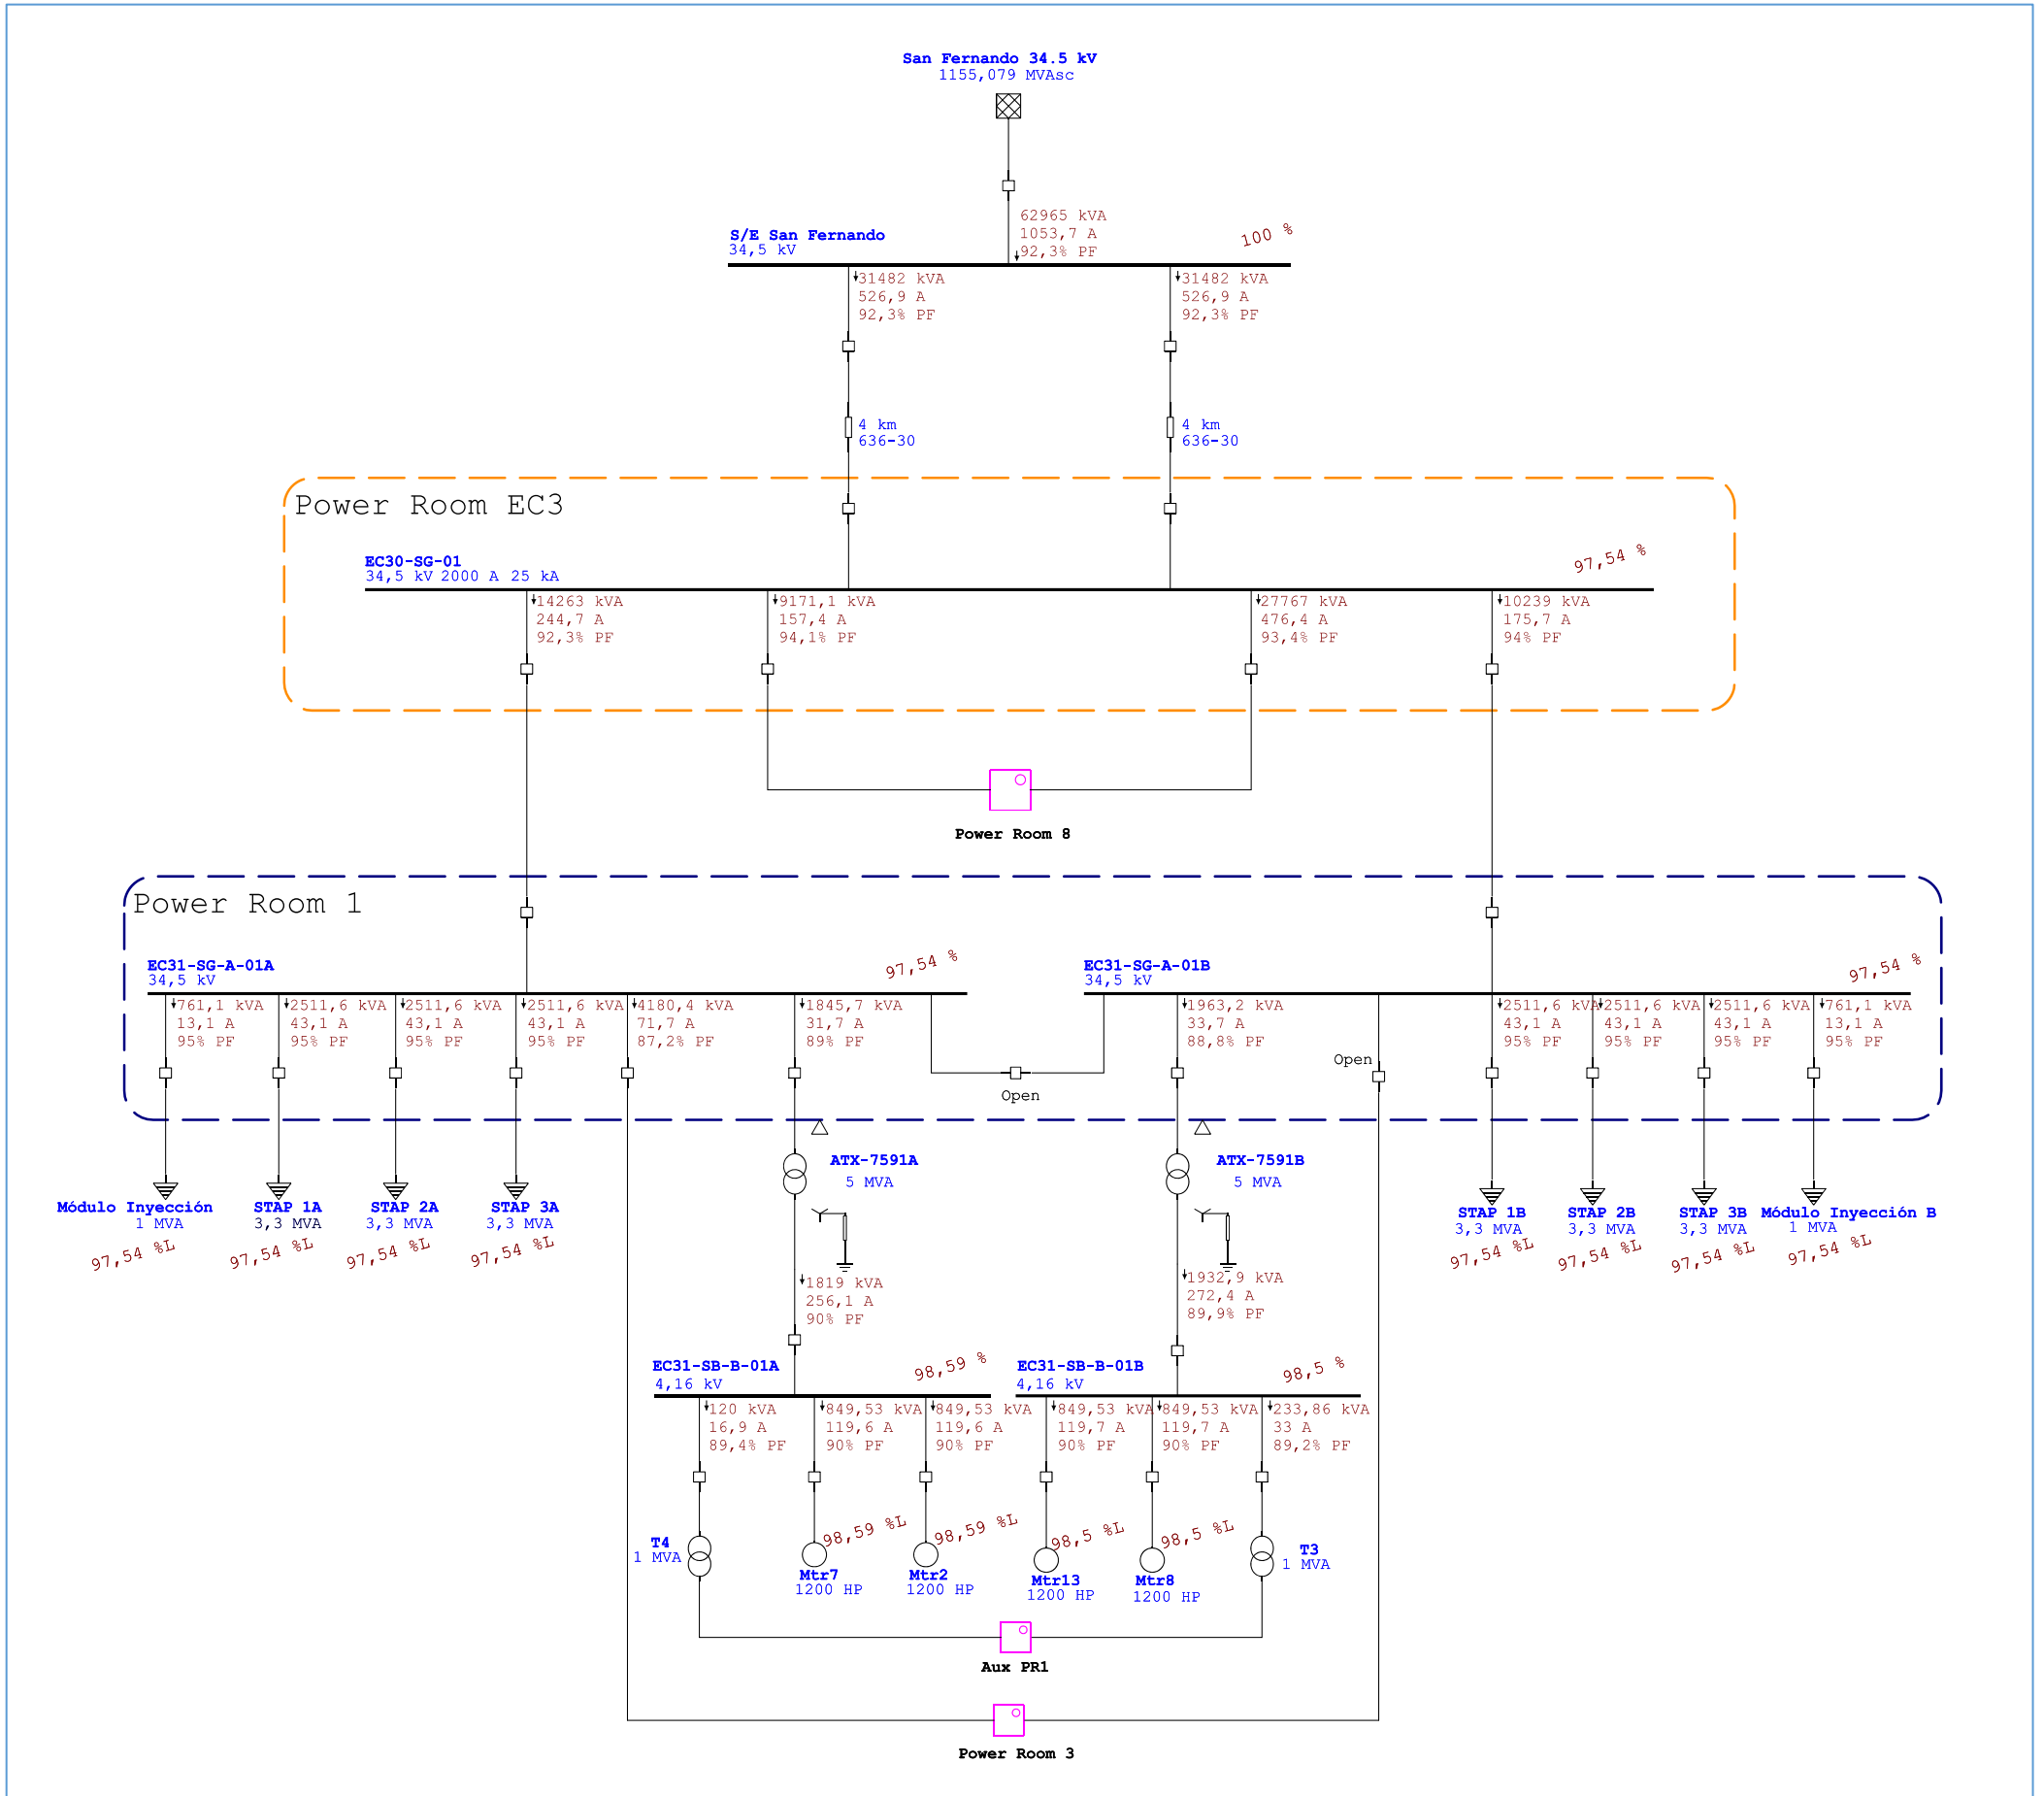 San Fernando 34.5 kV
1155,079 MVAsc
62965 kVA
1053,7 A
92,3% PF
S/E San Fernando
34,5 kV
100 %
31482 kVA
526,9 A
92,3% PF
31482 kVA
526,9 A
92,3% PF
4 km
636-30
4 km
636-30
Power Room EC3
EC30-SG-01
34,5 kV 2000 A 25 kA
97,54 %
14263 kVA
244,7 A
92,3% PF
9171,1 kVA
157,4 A
94,1% PF
27767 kVA
476,4 A
93,4% PF
10239 kVA
175,7 A
94% PF
Power Room 8
Power Room 1
EC31-SG-A-01A
34,5 kV
97,54 %
EC31-SG-A-01B
34,5 kV
97,54 %
761,1 kVA
13,1 A
95% PF
2511,6 kVA
43,1 A
95% PF
2511,6 kVA
43,1 A
95% PF
2511,6 kVA
43,1 A
95% PF
4180,4 kVA
71,7 A
87,2% PF
1845,7 kVA
31,7 A
89% PF
Open
1963,2 kVA
33,7 A
88,8% PF
Open
2511,6 kVA
43,1 A
95% PF
2511,6 kVA
43,1 A
95% PF
2511,6 kVA
43,1 A
95% PF
761,1 kVA
13,1 A
95% PF
Módulo Inyección
1 MVA
97,54 %L
STAP 1A
3,3 MVA
97,54 %L
STAP 2A
3,3 MVA
97,54 %L
STAP 3A
3,3 MVA
97,54 %L
ATX-7591A
5 MVA
ATX-7591B
5 MVA
STAP 1B
3,3 MVA
97,54 %L
STAP 2B
3,3 MVA
97,54 %L
STAP 3B
3,3 MVA
97,54 %L
Módulo Inyección B
1 MVA
97,54 %L
1819 kVA
256,1 A
90% PF
1932,9 kVA
272,4 A
89,9% PF
EC31-SB-B-01A
4,16 kV
98,59 %
EC31-SB-B-01B
4,16 kV
98,5 %
120 kVA
16,9 A
89,4% PF
849,53 kVA
119,6 A
90% PF
849,53 kVA
119,6 A
90% PF
849,53 kVA
119,7 A
90% PF
849,53 kVA
119,7 A
90% PF
233,86 kVA
33 A
89,2% PF
T4
1 MVA
98,59 %L
Mtr7
1200 HP
98,59 %L
Mtr2
1200 HP
98,5 %L
Mtr13
1200 HP
98,5 %L
Mtr8
1200 HP
T3
1 MVA
Aux PR1
Power Room 3